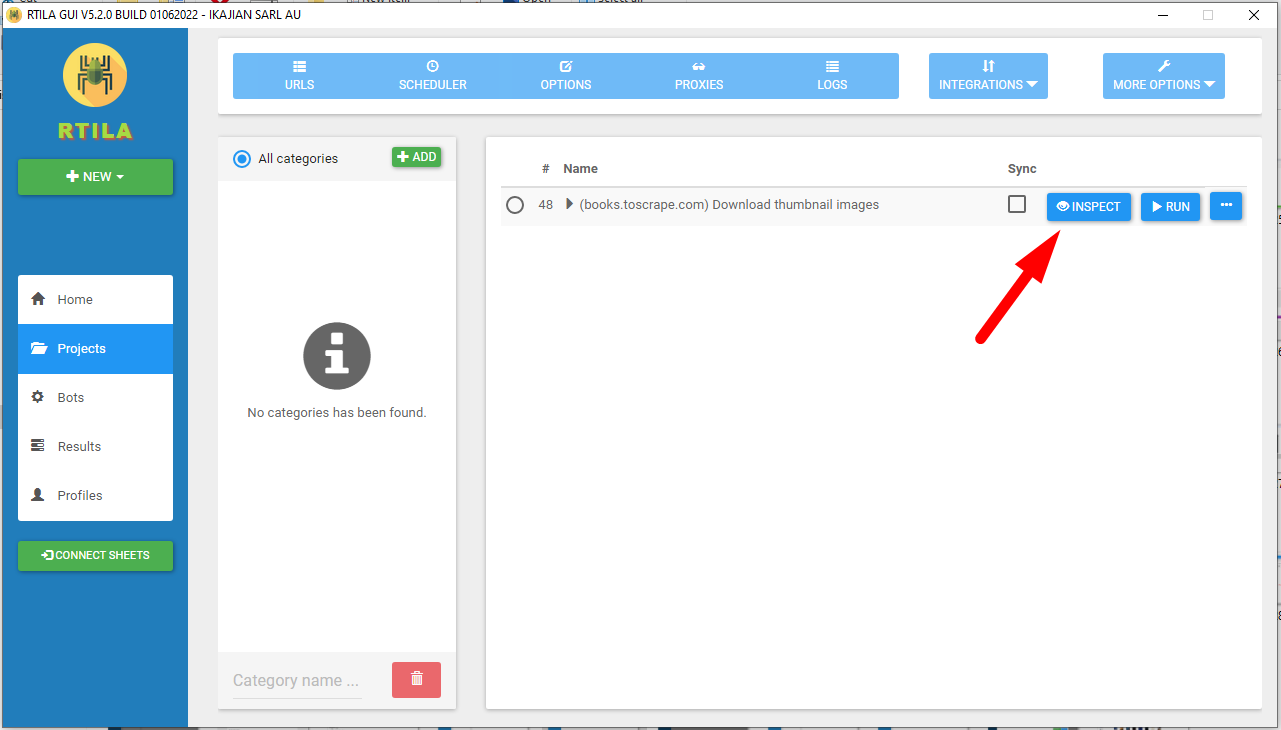 RTILA GUI V5.2.0 BUILD 01062022 - IKAJIAN SARL AU
RTILA
NEW
Home
Projects
Bots
Results
Profiles
CONNECT SHEETS
URLS
SCHEDULER
OPTIONS
PROXIES
LOGS
INTEGRATIONS
MORE OPTIONS
All categories
ADD
No categories has been found.
Category name ...
# Name Sync
48 (books.toscrape.com) Download thumbnail images INSPECT RUN